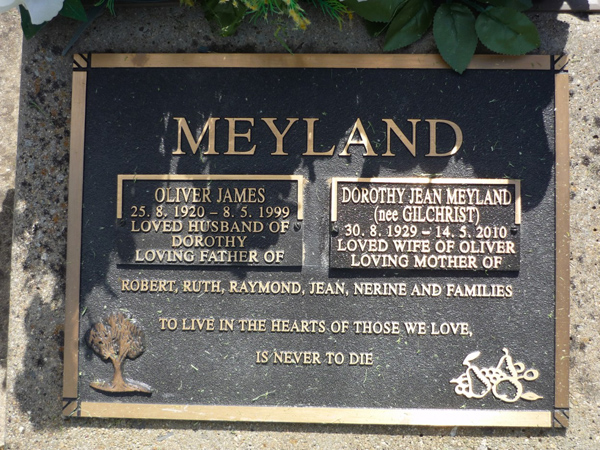 MEYLAND
OLIVER JAMES
25. 8. 1920 – 8. 5. 1999
LOVED HUSBAND OF
DOROTHY
LOVING FATHER OF
DOROTHY JEAN MEYLAND
(nee GILCHRIST)
30. 8. 1929 – 14. 5. 2010
LOVED WIFE OF OLIVER
LOVING MOTHER OF
ROBERT, RUTH, RAYMOND, JEAN, NERINE AND FAMILIES
TO LIVE IN THE HEARTS OF THOSE WE LOVE,
IS NEVER TO DIE